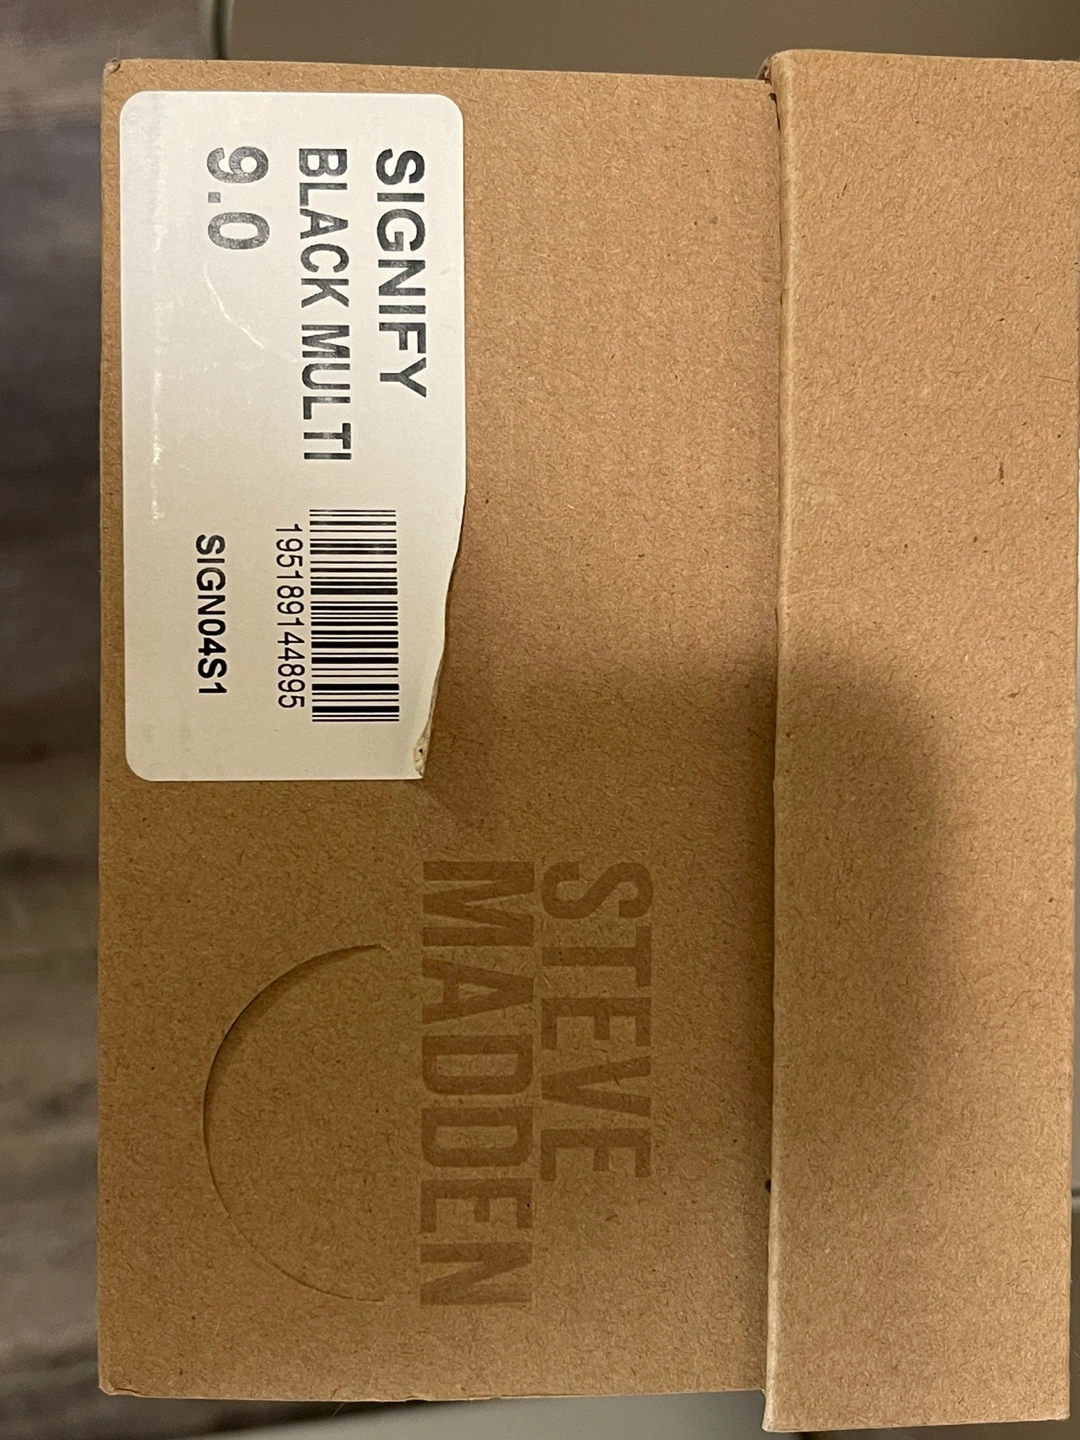 SIGNIFY
BLACK MULTI
9.0
195189144895
SIGN04S1
STEVE
MADDEN